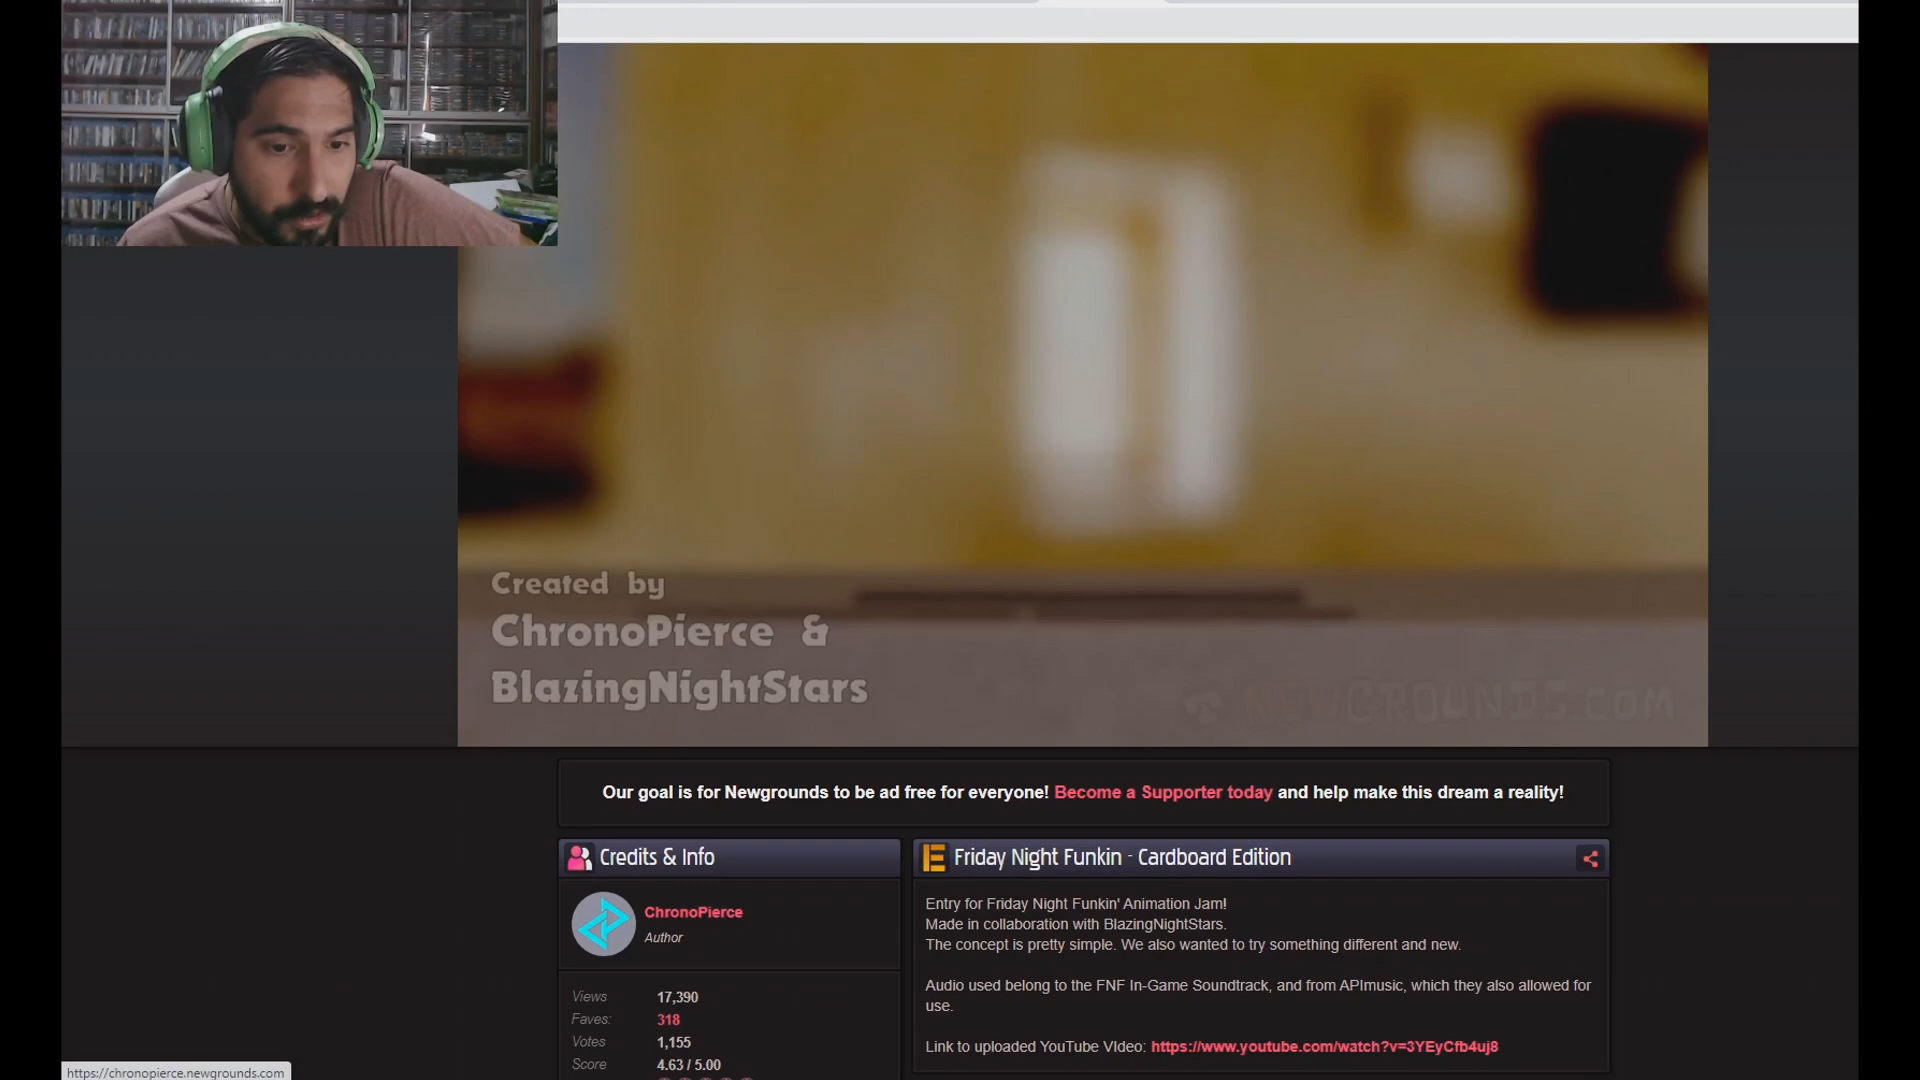 Created by
ChronoPierce &
BlazingNightStars
NEWGROUNDS.COM
Our goal is for Newgrounds to be ad free for everyone! Become a Supporter today and help make this dream a reality!
Credits & Info
ChronoPierce
Author
Views 17,390
Faves: 318
Votes 1,155
Score 4.63 / 5.00
Friday Night Funkin - Cardboard Edition
Entry for Friday Night Funkin' Animation Jam!
Made in collaboration with BlazingNightStars.
The concept is pretty simple. We also wanted to try something different and new.
Audio used belong to the FNF In-Game Soundtrack, and from APImusic, which they also allowed for
use.
Link to uploaded YouTube VIdeo: https://www.youtube.com/watch?v=3YEyCfb4uj8
https://chronopierce.newgrounds.com